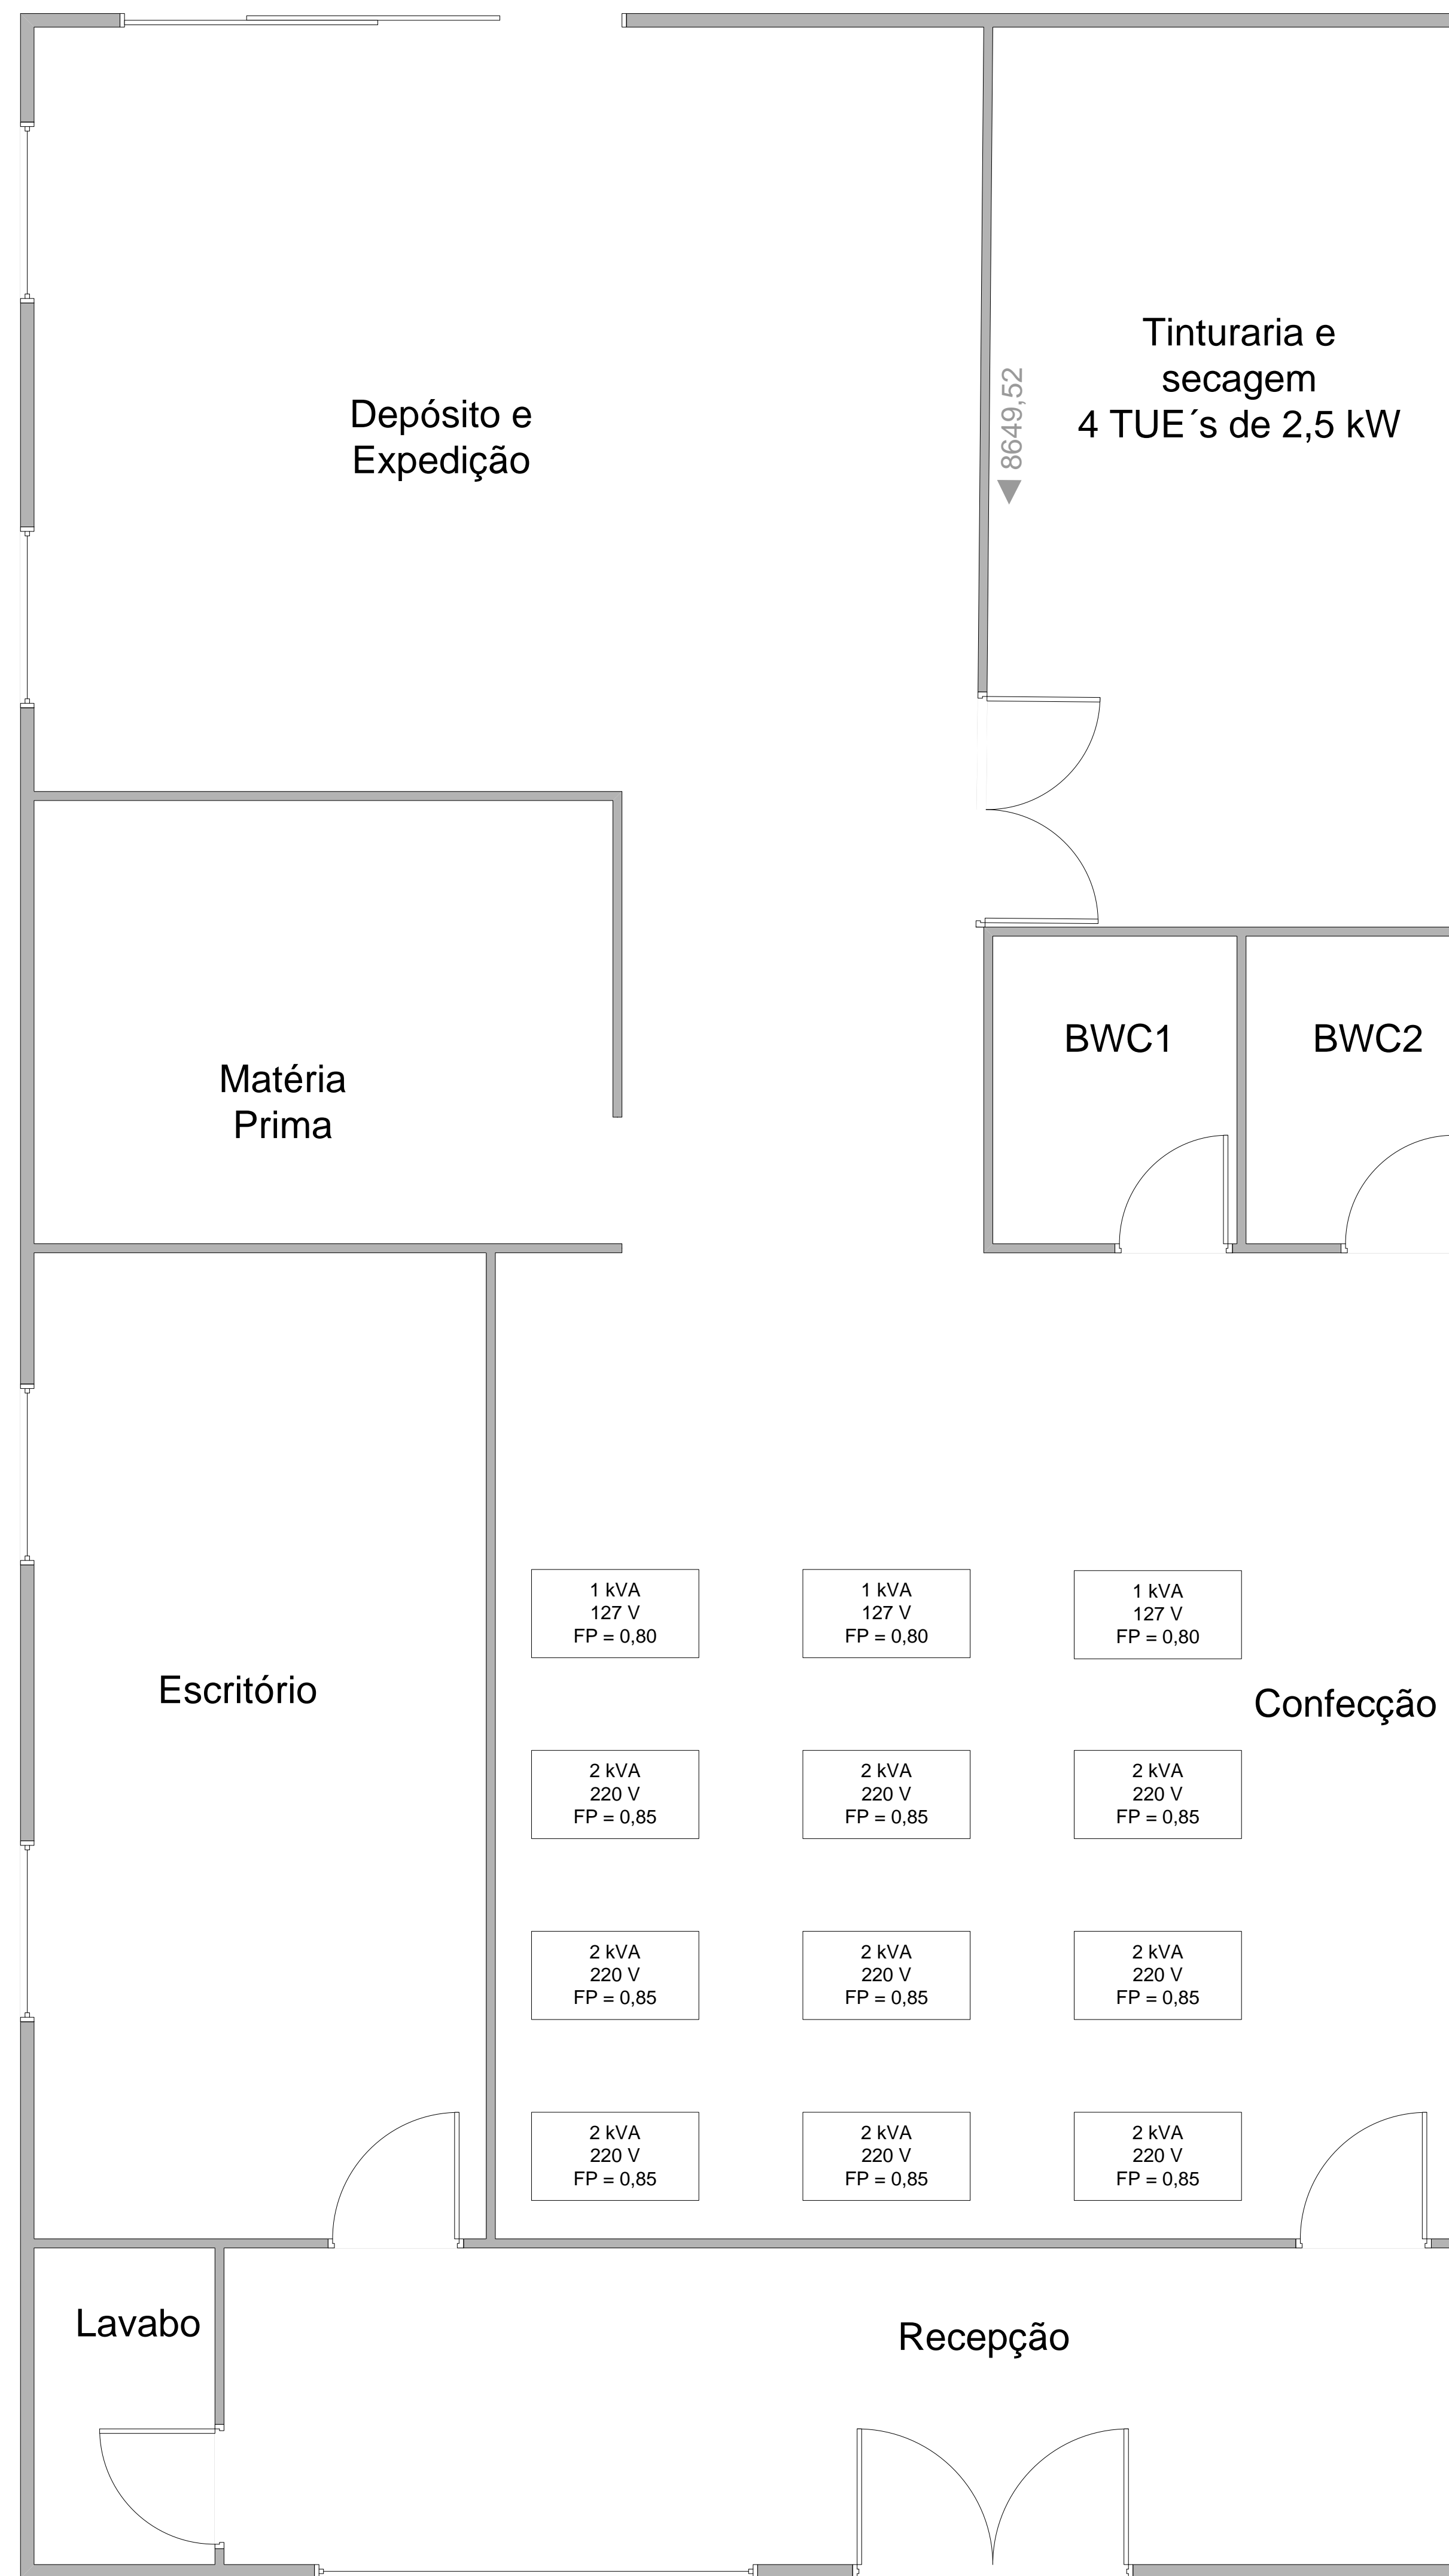 Tinturaria e
secagem
4 TUE´s de 2,5 kW
8649,52
Depósito e
Expedição
BWC1
BWC2
Matéria
Prima
1 kVA
127 V
FP = 0,80
1 kVA
127 V
FP = 0,80
1 kVA
127 V
FP = 0,80
Escritório
Confecção
2 kVA
220 V
FP = 0,85
2 kVA
220 V
FP = 0,85
2 kVA
220 V
FP = 0,85
2 kVA
220 V
FP = 0,85
2 kVA
220 V
FP = 0,85
2 kVA
220 V
FP = 0,85
2 kVA
220 V
FP = 0,85
2 kVA
220 V
FP = 0,85
2 kVA
220 V
FP = 0,85
Lavabo
Recepção